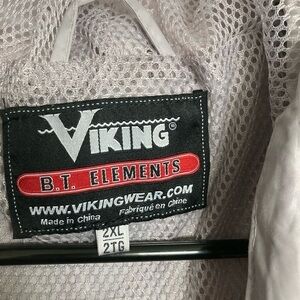 VIKING®
B.T. ELEMENTS
WWW.VIKINGWEAR.COM
Made in China Fabriqué en Chine
2XL
2TG